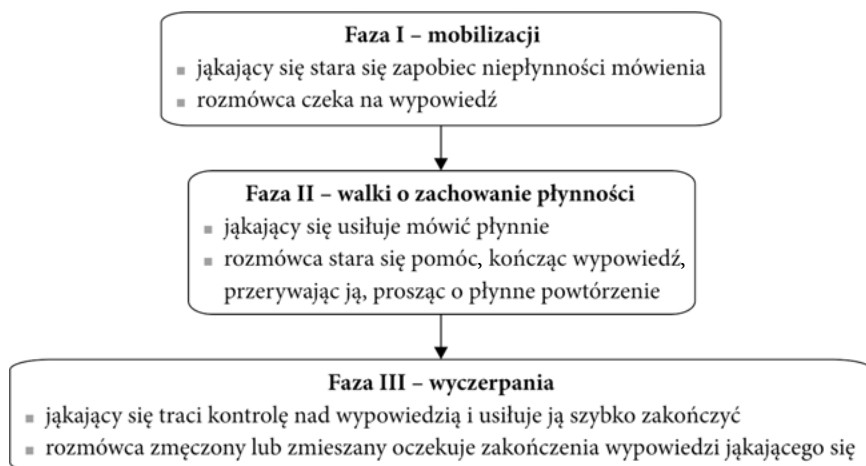 Faza I – mobilizacji
▪ jąkający się stara się zapobiec niepłynności mówienia
▪ rozmówca czeka na wypowiedź
Faza II – walki o zachowanie płynności
▪ jąkający się usiłuje mówić płynnie
▪ rozmówca stara się pomóc, kończąc wypowiedź,
przerywając ją, prosząc o płynne powtórzenie
Faza III – wyczerpania
▪ jąkający się traci kontrolę nad wypowiedzią i usiłuje ją szybko zakończyć
▪ rozmówca zmęczony lub zmieszany oczekuje zakończenia wypowiedzi jąkającego się